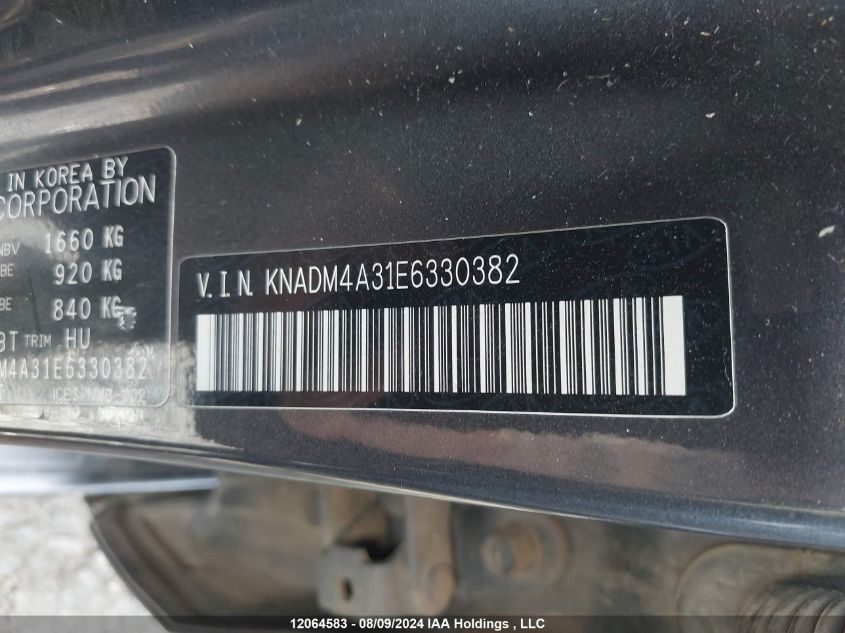 IN KOREA BY
CORPORATION
1660 KG
920 KG
840 KG
TRIM HU
M4A31E6330382
V.I.N. KNADM4A31E6330382
12064583 - 08/09/2024 IAA Holdings , LLC